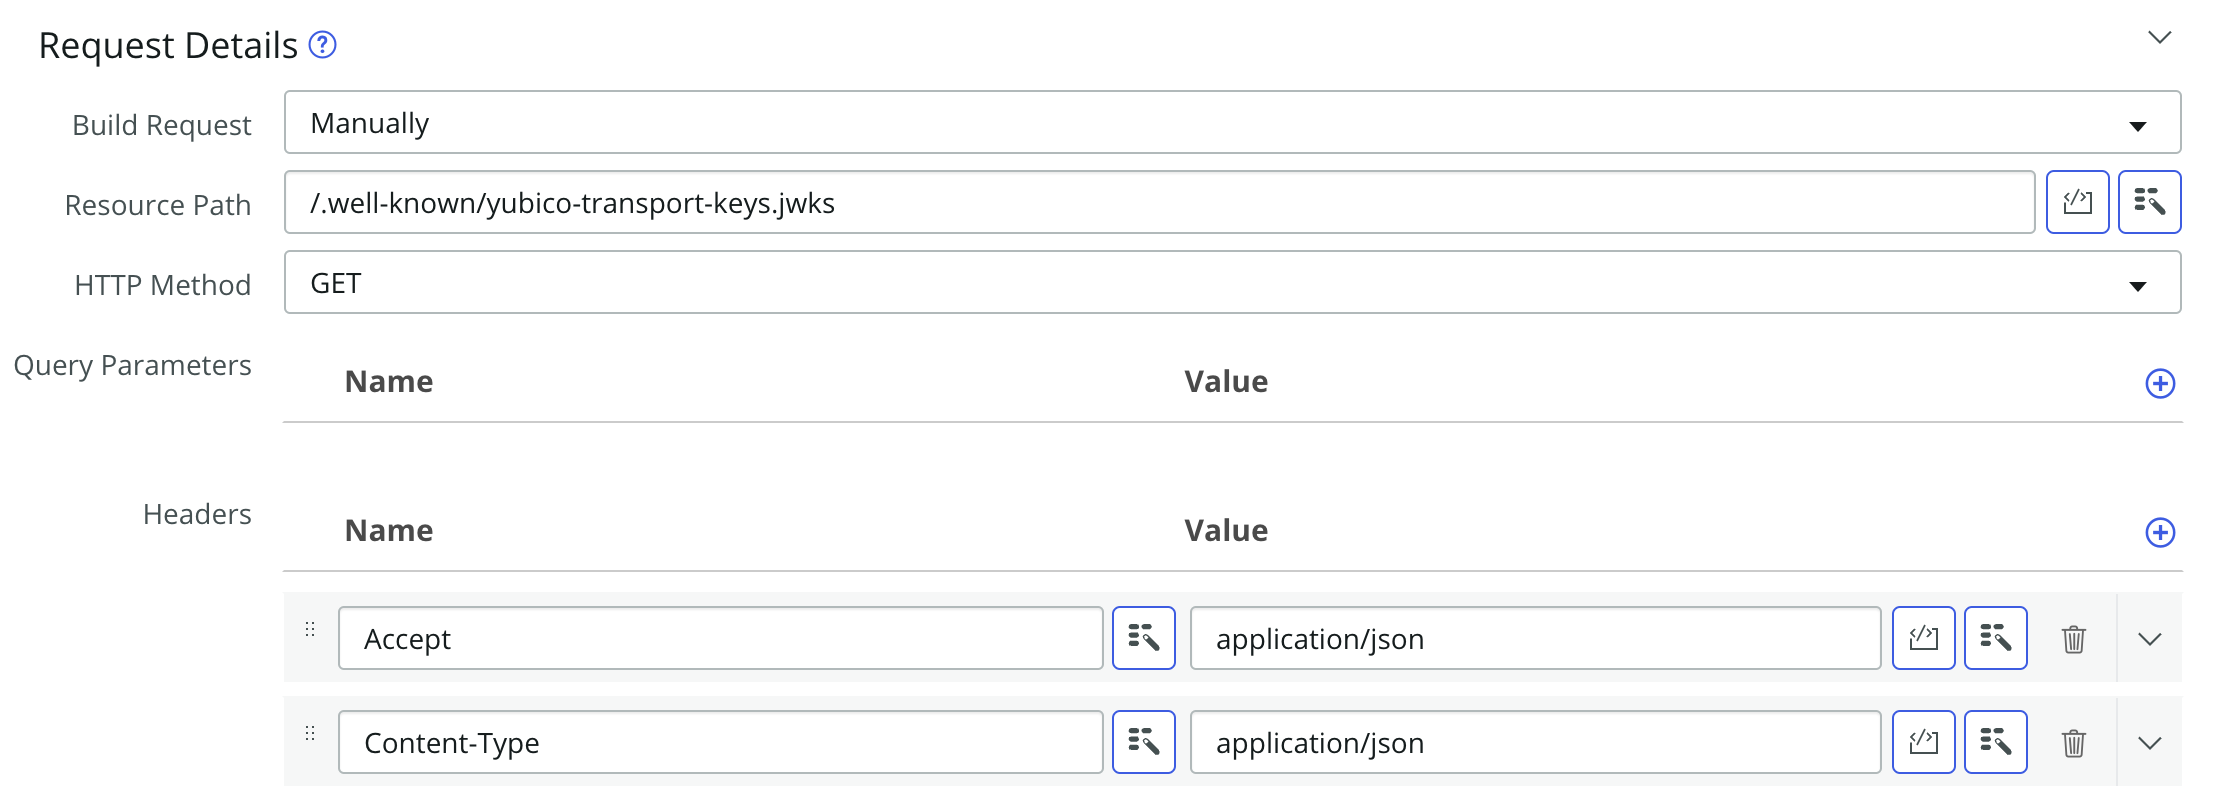 Request Details ?
Build Request Manually
Resource Path /.well-known/yubico-transport-keys.jwks
HTTP Method GET
Query Parameters Name Value
Headers Name Value
Accept application/json
Content-Type application/json